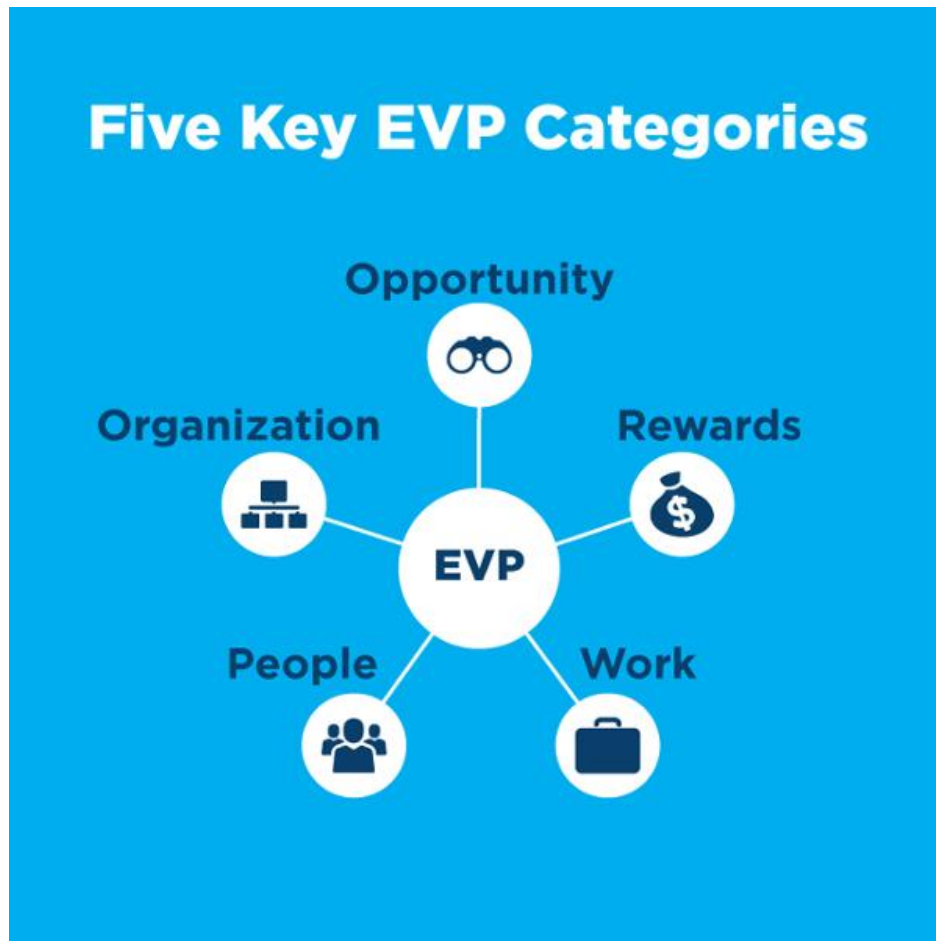 Five Key EVP Categories
Opportunity
Organization
Rewards
EVP
People
Work
$